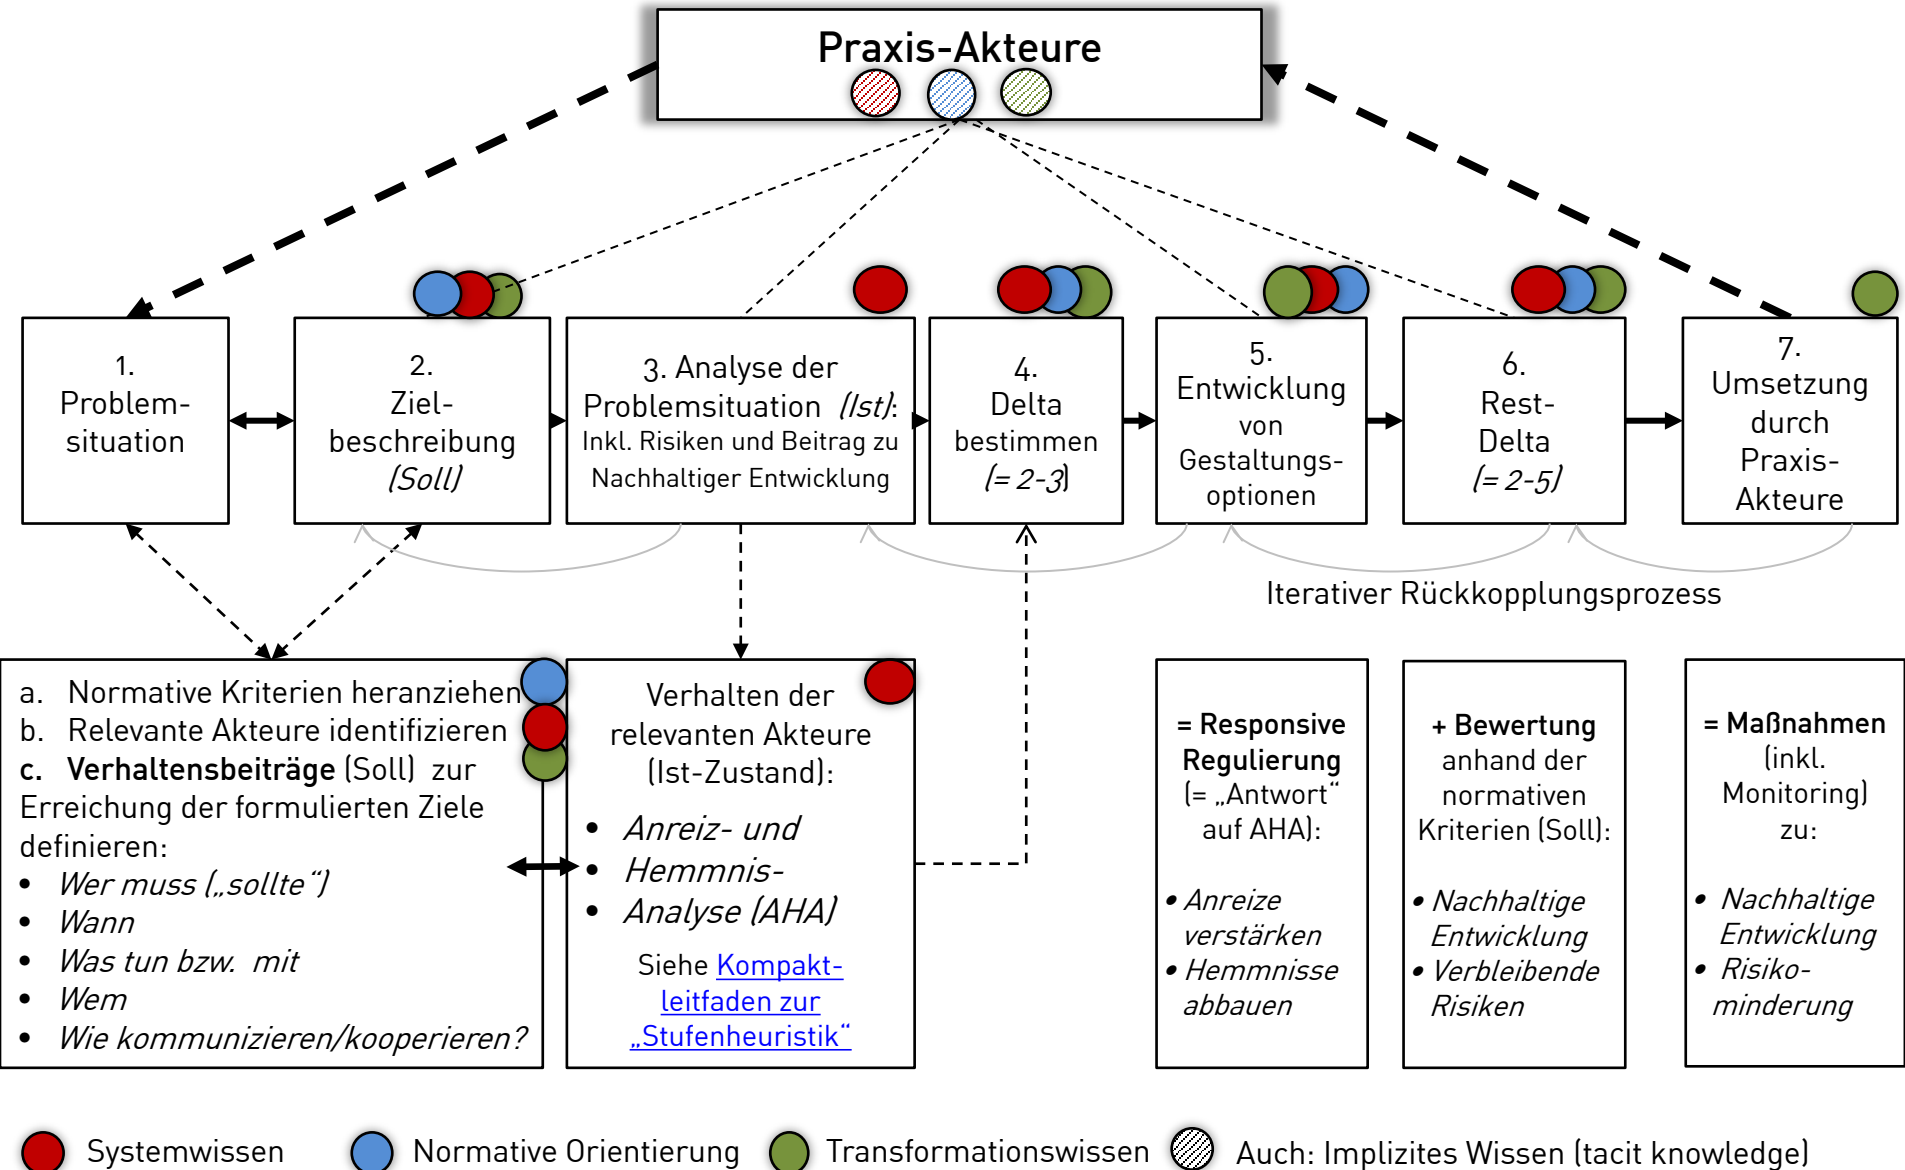 Praxis-Akteure
1.
Problem-
situation
2.
Ziel-
beschreibung
(Soll)
3. Analyse der
Problemsituation (Ist):
Inkl. Risiken und Beitrag zu
Nachhaltiger Entwicklung
4.
Delta
bestimmen
(= 2-3)
5.
Entwicklung
von
Gestaltungs-
optionen
6.
Rest-
Delta
(= 2-5)
7.
Umsetzung
durch
Praxis-
Akteure
Iterativer Rückkopplungsprozess
a. Normative Kriterien heranziehen
b. Relevante Akteure identifizieren
c. Verhaltensbeiträge (Soll) zur
Erreichung der formulierten Ziele
definieren:
• Wer muss („sollte“)
• Wann
• Was tun bzw. mit
• Wem
• Wie kommunizieren/kooperieren?
Verhalten der
relevanten Akteure
(Ist-Zustand):
• Anreiz- und
• Hemmnis-
• Analyse (AHA)
Siehe Kompakt-
leitfaden zur
„Stufenheuristik“
= Responsive
Regulierung
(= „Antwort“
auf AHA):
• Anreize
verstärken
• Hemmnisse
abbauen
+ Bewertung
anhand der
normativen
Kriterien (Soll):
• Nachhaltige
Entwicklung
• Verbleibende
Risiken
= Maßnahmen
(inkl.
Monitoring)
zu:
• Nachhaltige
Entwicklung
• Risiko-
minderung
Systemwissen
Normative Orientierung
Transformationswissen
Auch: Implizites Wissen (tacit knowledge)